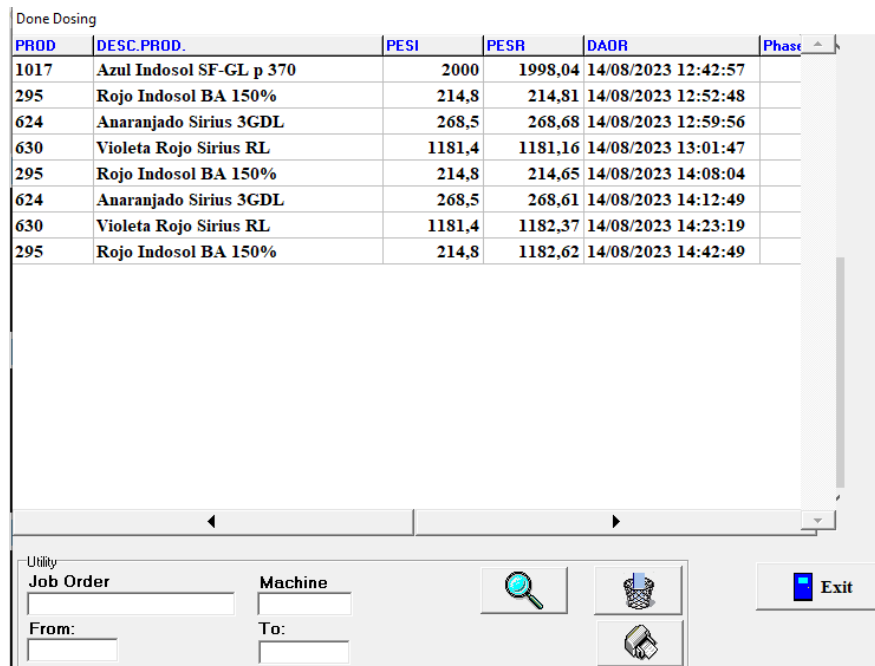 Done Dosing
PROD DESC.PROD. PESI PESR DAOR Phase
1017 Azul Indosol SF-GL p 370 2000 1998,04 14/08/2023 12:42:57
295 Rojo Indosol BA 150% 214,8 214,81 14/08/2023 12:52:48
624 Anaranjado Sirius 3GDL 268,5 268,68 14/08/2023 12:59:56
630 Violeta Rojo Sirius RL 1181,4 1181,16 14/08/2023 13:01:47
295 Rojo Indosol BA 150% 214,8 214,65 14/08/2023 14:08:04
624 Anaranjado Sirius 3GDL 268,5 268,61 14/08/2023 14:12:49
630 Violeta Rojo Sirius RL 1181,4 1182,37 14/08/2023 14:23:19
295 Rojo Indosol BA 150% 214,8 1182,62 14/08/2023 14:42:49
Utility
Job Order Machine
Exit
From: To: